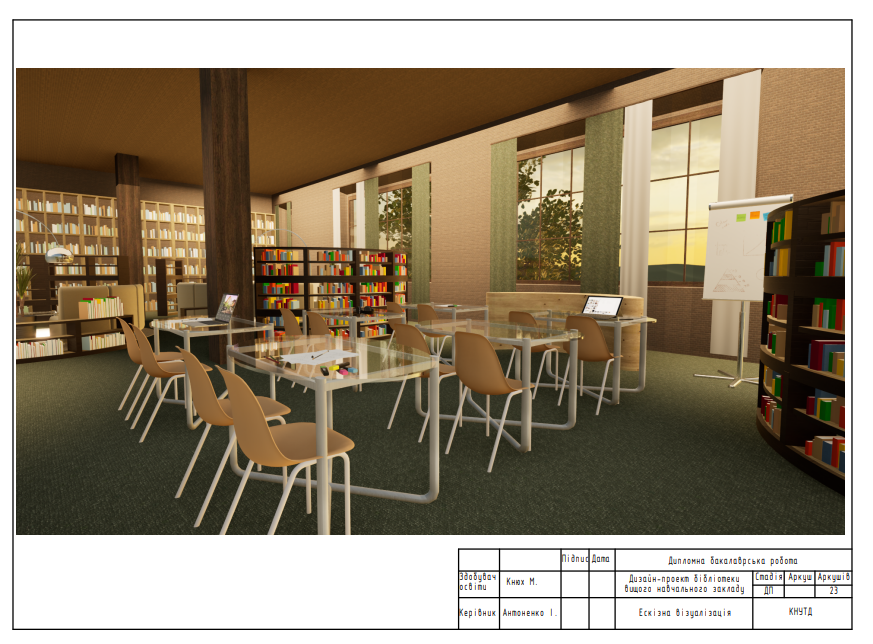 Підпис Дата Дипломна бакалаврська робота
Здобувач освіти Кнюх М. Дизайн-проект бібліотеки вищого навчального закладу Стадія Аркуш Аркушів
ДП 23
Керівник Антоненко І. Ескізна візуалізація КНУТД